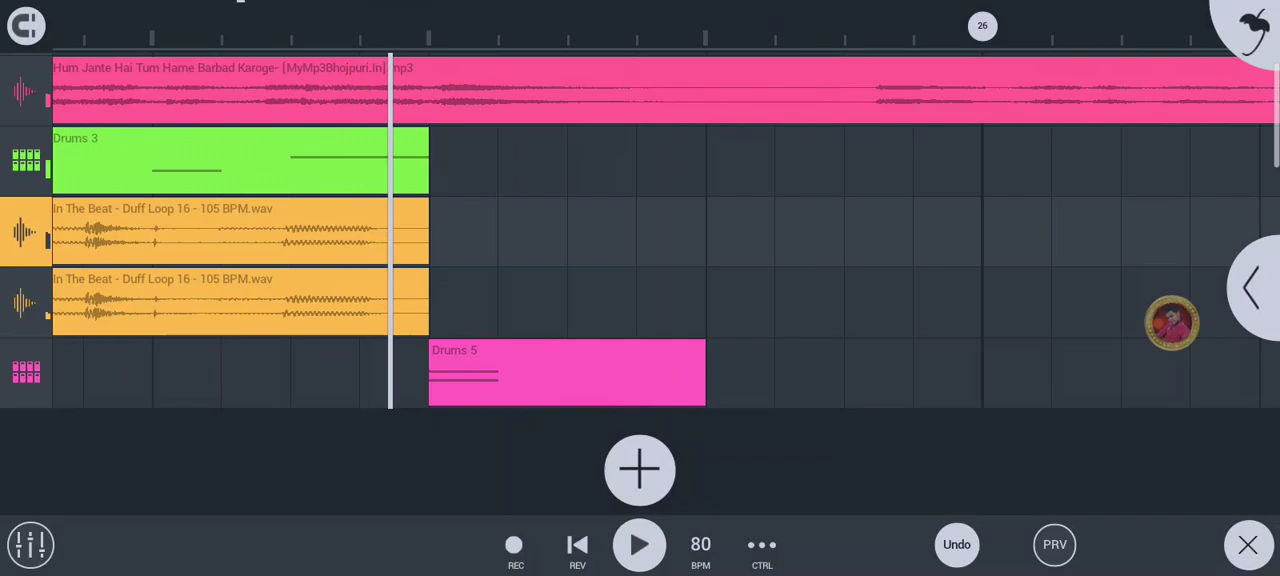 26
Hum Jante Hai Tum Hame Barbad Karoge- [MyMp3Bhojpuri.In] mp3
Drums 3
In The Beat - Duff Loop 16 - 105 BPM.wav
In The Beat - Duff Loop 16 - 105 BPM.wav
Drums 5
80
Undo
PRV
REC
REV
BPM
CTRL